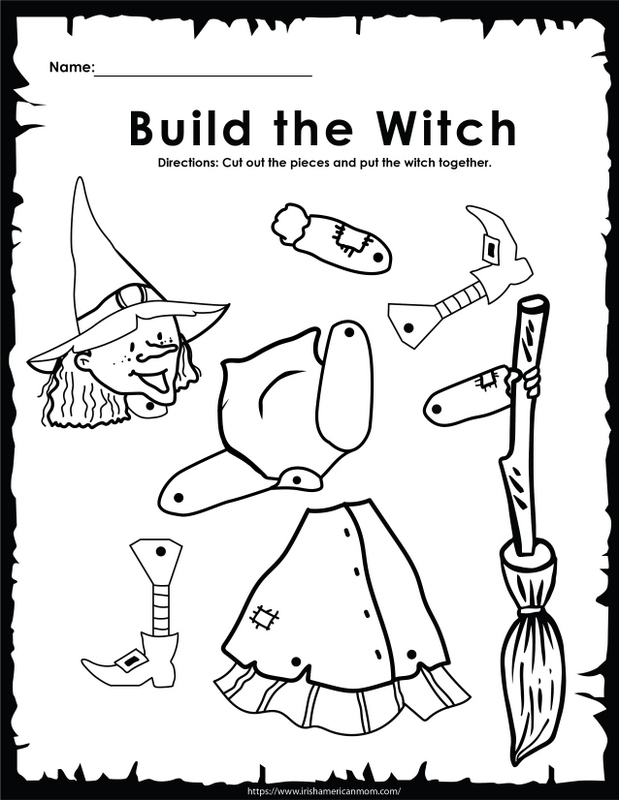 Name:
Build the Witch
Directions: Cut out the pieces and put the witch together.
https://www.irishamericanmom.com/